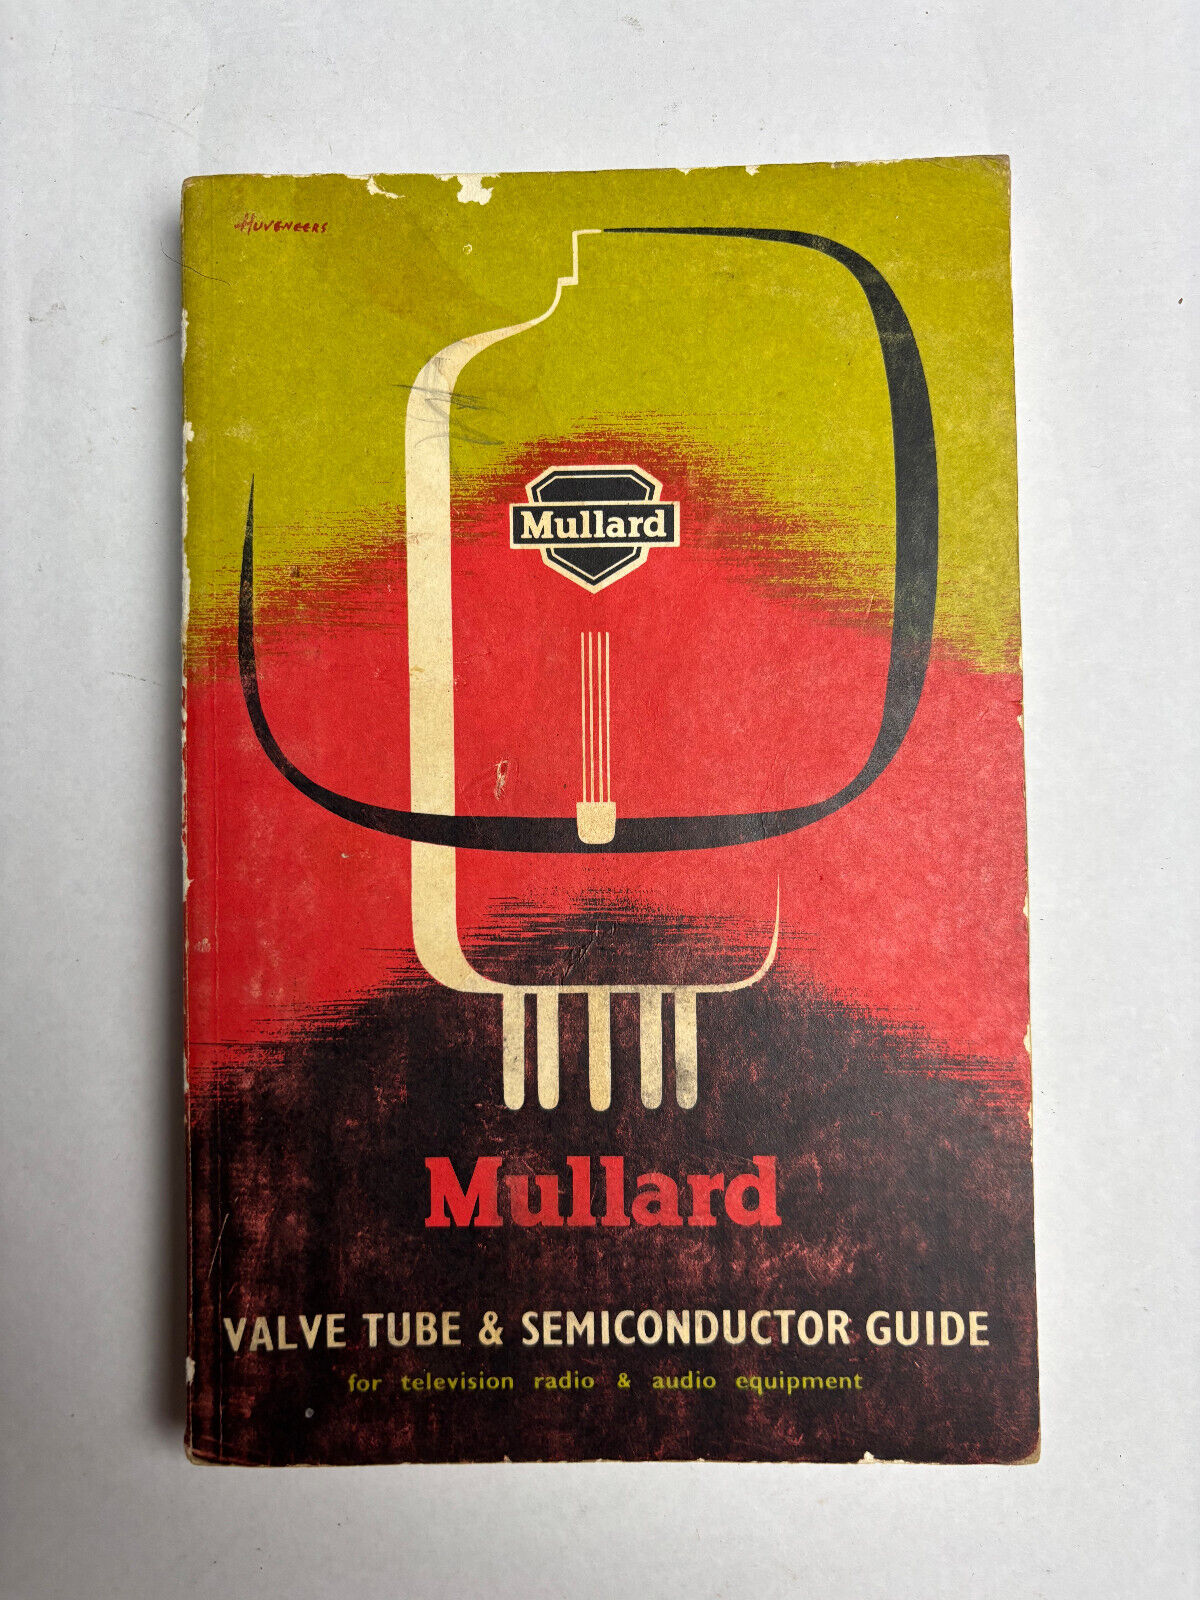 Huveneers
Mullard
Mullard
VALVE TUBE & SEMICONDUCTOR GUIDE
for television radio & audio equipment